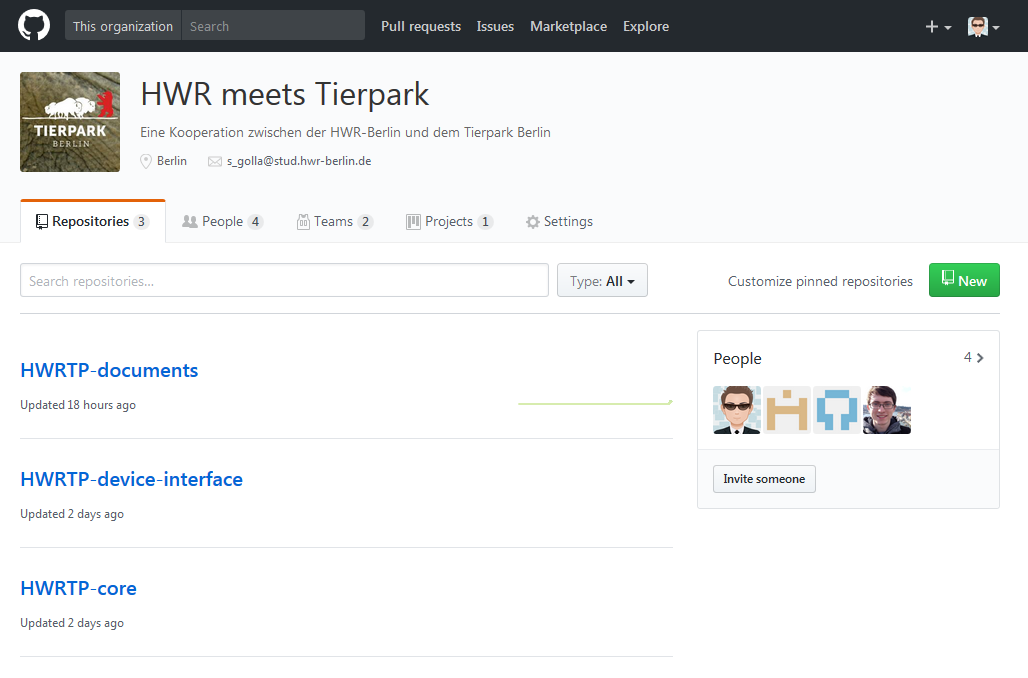 This organization Search Pull requests Issues Marketplace Explore
TIERPARK
BERLIN
HWR meets Tierpark
Eine Kooperation zwischen der HWR-Berlin und dem Tierpark Berlin
Berlin s_golla@stud.hwr-berlin.de
Repositories 3 People 4 Teams 2 Projects 1 Settings
Search repositories... Type: All Customize pinned repositories New
People 4
HWRTP-documents
Updated 18 hours ago
Invite someone
HWRTP-device-interface
Updated 2 days ago
HWRTP-core
Updated 2 days ago